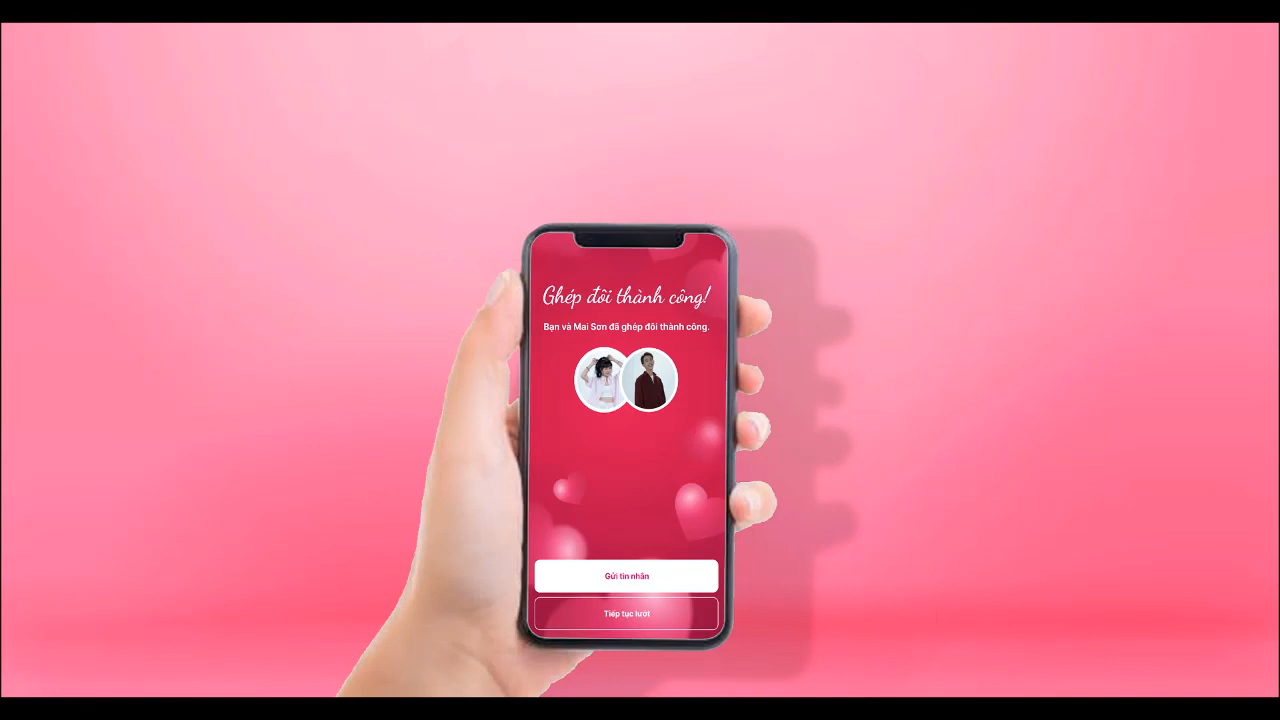 Ghép đôi thành công!
Bạn và Mai Sơn đã ghép đôi thành công.
Gửi tin nhắn
Tiếp tục lướt